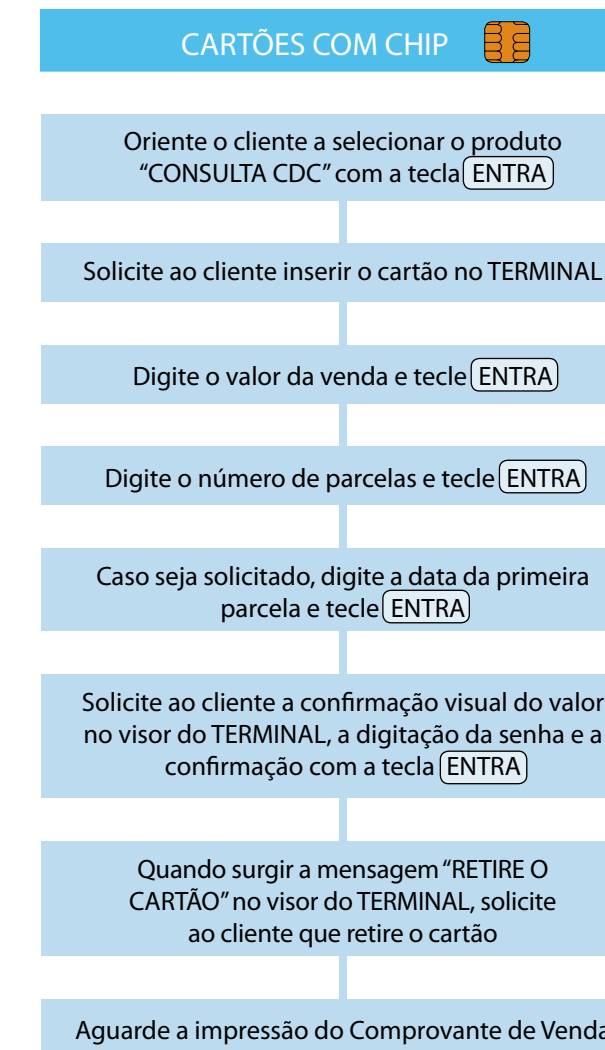 CARTÕES COM CHIP
Oriente o cliente a selecionar o produto
“CONSULTA CDC” com a tecla ENTRA
Solicite ao cliente inserir o cartão no TERMINAL
Digite o valor da venda e tecle ENTRA
Digite o número de parcelas e tecle ENTRA
Caso seja solicitado, digite a data da primeira
parcela e tecle ENTRA
Solicite ao cliente a confirmação visual do valor
no visor do TERMINAL, a digitação da senha e a
confirmação com a tecla ENTRA
Quando surgir a mensagem “RETIRE O
CARTÃO” no visor do TERMINAL, solicite
ao cliente que retire o cartão
Aguarde a impressão do Comprovante de Venda